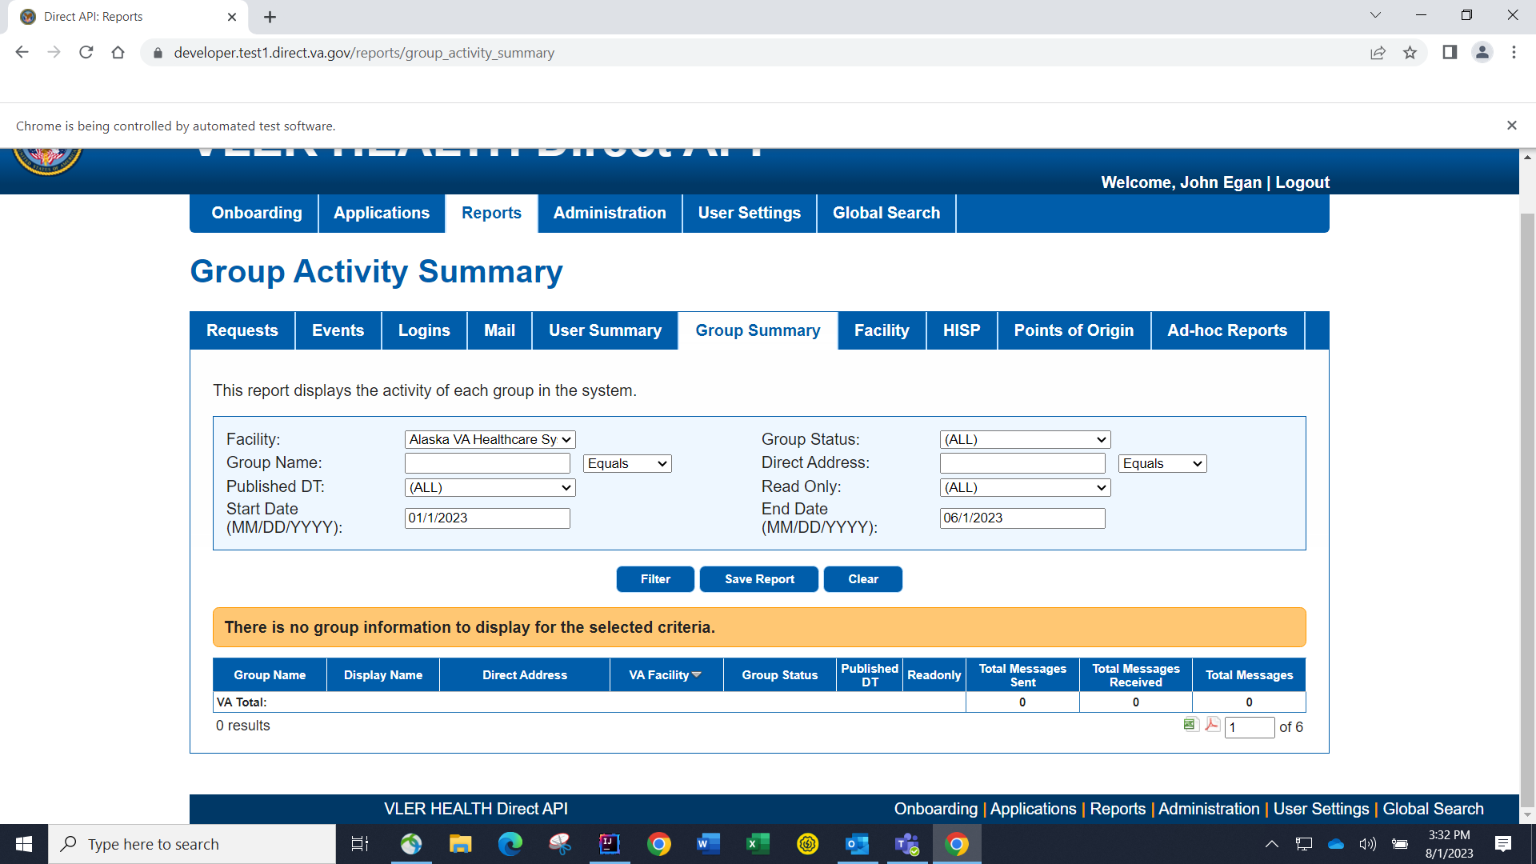 Direct API: Reports
developer.test1.direct.va.gov/reports/group_activity_summary
Chrome is being controlled by automated test software.
VLER HEALTH Direct API
Welcome, John Egan | Logout
Onboarding Applications Reports Administration User Settings Global Search
Group Activity Summary
Requests Events Logins Mail User Summary Group Summary Facility HISP Points of Origin Ad-hoc Reports
This report displays the activity of each group in the system.
Facility: Alaska VA Healthcare Sy Group Status: (ALL)
Group Name: Equals Direct Address: Equals
Published DT: (ALL) Read Only: (ALL)
Start Date (MM/DD/YYYY): 01/1/2023 End Date (MM/DD/YYYY): 06/1/2023
Filter Save Report Clear
There is no group information to display for the selected criteria.
Group Name Display Name Direct Address VA Facility Group Status Published DT Readonly Total Messages Sent Total Messages Received Total Messages
VA Total: 0 0 0
0 results 1 of 6
VLER HEALTH Direct API Onboarding | Applications | Reports | Administration | User Settings | Global Search
Type here to search
3:32 PM
8/1/2023